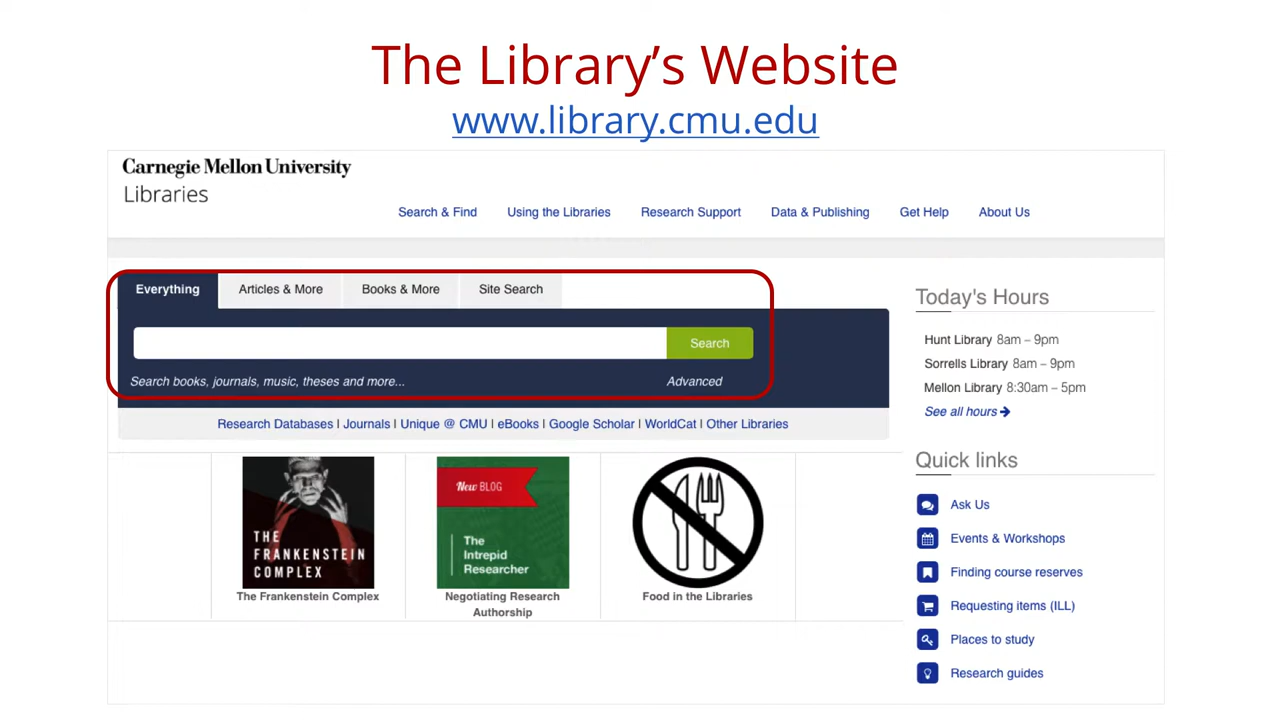 The Library’s Website
www.library.cmu.edu
Carnegie Mellon University
Libraries
Search & Find Using the Libraries Research Support Data & Publishing Get Help About Us
Everything Articles & More Books & More Site Search
Search
Search books, journals, music, theses and more... Advanced
Research Databases | Journals | Unique @ CMU | eBooks | Google Scholar | WorldCat | Other Libraries
THE
FRANKENSTEIN
COMPLEX
The Frankenstein Complex
New BLOG
The
Intrepid
Researcher
Negotiating Research
Authorship
Food in the Libraries
Today's Hours
Hunt Library 8am – 9pm
Sorrells Library 8am – 9pm
Mellon Library 8:30am – 5pm
See all hours
Quick links
Ask Us
Events & Workshops
Finding course reserves
Requesting items (ILL)
Places to study
Research guides